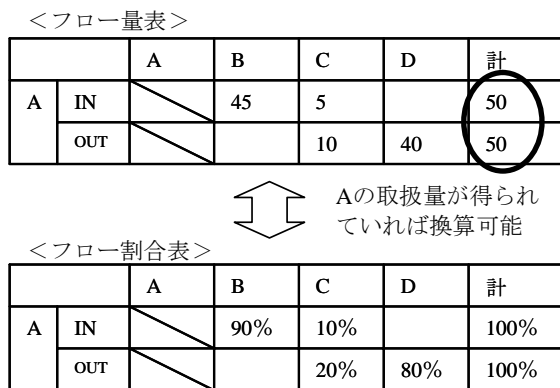 ＜フロー量表＞
A B C D 計
A IN 45 5 50
OUT 10 40 50
Aの取扱量が得られ
ていれば換算可能
＜フロー割合表＞
A B C D 計
A IN 90% 10% 100%
OUT 20% 80% 100%